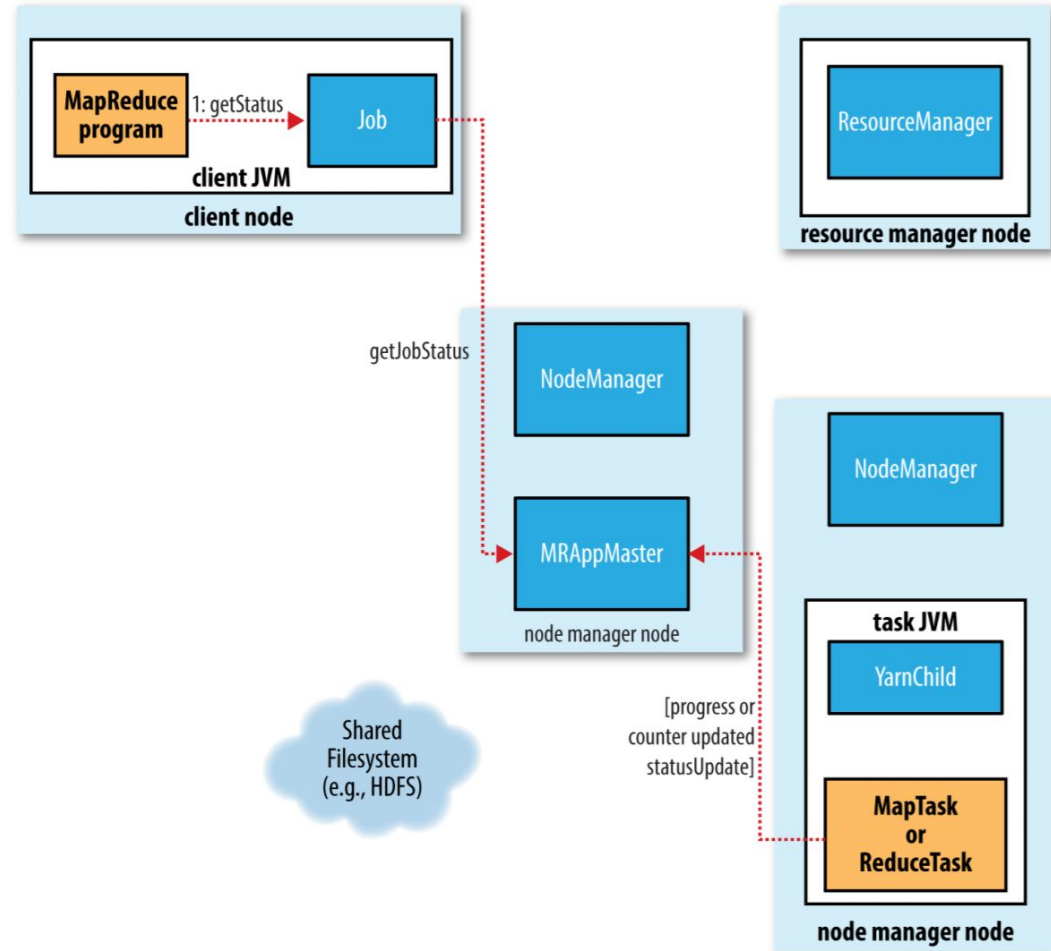 MapReduce
program
1: getStatus
Job
client JVM
client node
ResourceManager
resource manager node
getJobStatus
NodeManager
MRAppMaster
node manager node
NodeManager
task JVM
YarnChild
MapTask
or
ReduceTask
node manager node
[progress or
counter updated
statusUpdate]
Shared
Filesystem
(e.g., HDFS)